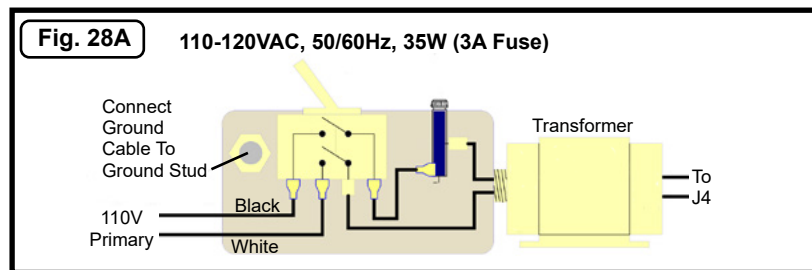 Fig. 28A
110-120VAC, 50/60Hz, 35W (3A Fuse)
Connect
Ground
Cable To
Ground Stud
Transformer
To
J4
Black
110V
Primary
White